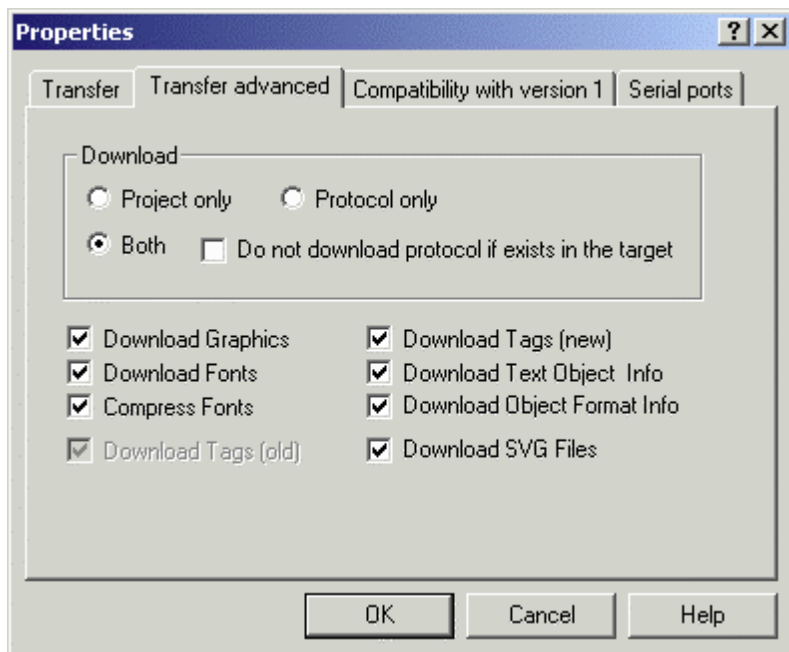 Properties
Transfer Transfer advanced Compatibility with version 1 Serial ports
Download
Project only Protocol only
Both Do not download protocol if exists in the target
Download Graphics Download Tags (new)
Download Fonts Download Text Object Info
Compress Fonts Download Object Format Info
Download Tags (old) Download SVG Files
OK Cancel Help